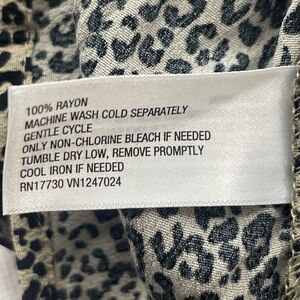 100% RAYON
MACHINE WASH COLD SEPARATELY
GENTLE CYCLE
ONLY NON-CHLORINE BLEACH IF NEEDED
TUMBLE DRY LOW, REMOVE PROMPTLY
COOL IRON IF NEEDED
RN17730 VN1247024